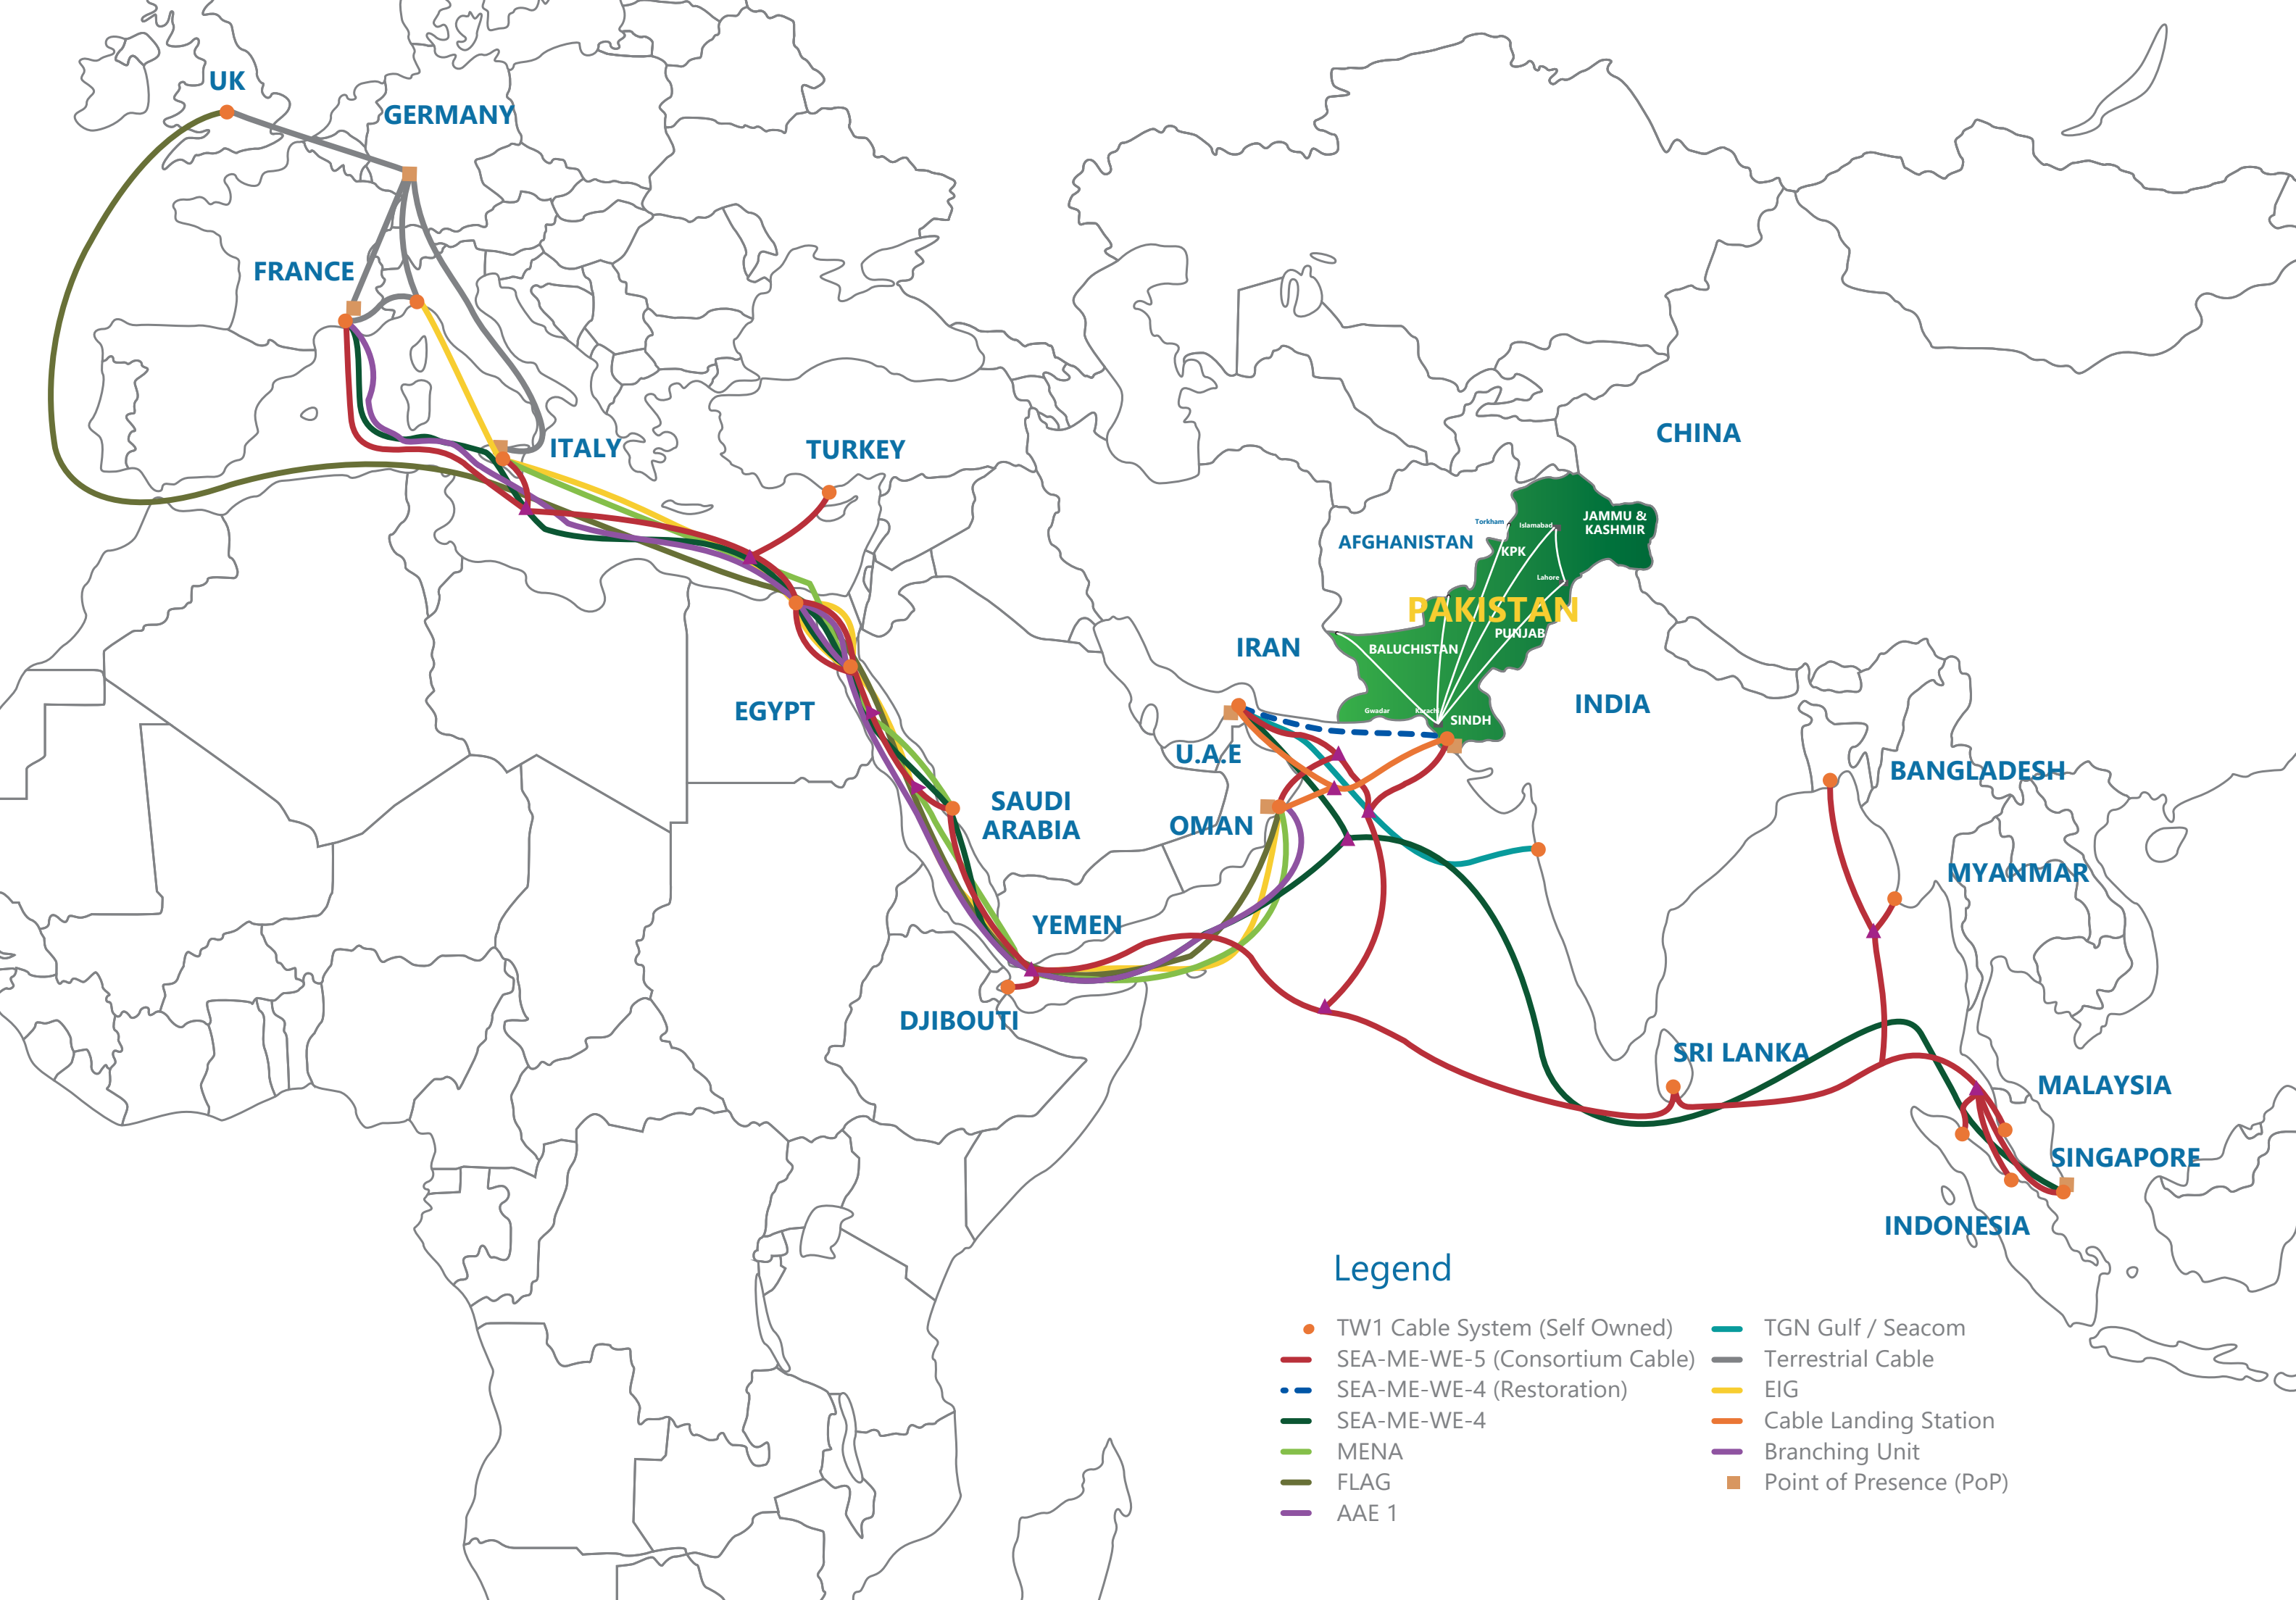 UK
GERMANY
FRANCE
ITALY
TURKEY
CHINA
JAMMU &
KASHMIR
Torkham
Islamabad
AFGHANISTAN
KPK
Lahore
PAKISTAN
PUNJAB
IRAN
BALUCHISTAN
EGYPT
INDIA
Gwadar
Karachi
SINDH
U.A.E
BANGLADESH
SAUDI
ARABIA
OMAN
MYANMAR
YEMEN
DJIBOUTI
SRI LANKA
MALAYSIA
SINGAPORE
INDONESIA
Legend
TW1 Cable System (Self Owned)
SEA-ME-WE-5 (Consortium Cable)
SEA-ME-WE-4 (Restoration)
SEA-ME-WE-4
MENA
FLAG
AAE 1
TGN Gulf / Seacom
Terrestrial Cable
EIG
Cable Landing Station
Branching Unit
Point of Presence (PoP)